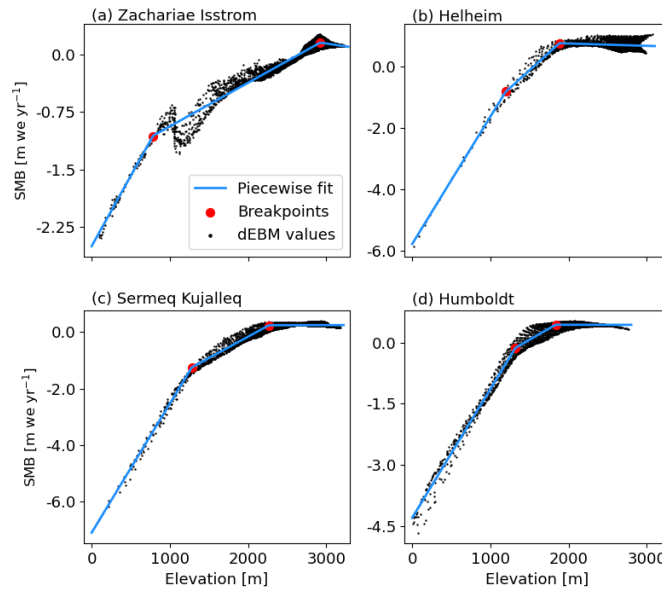 (a) Zachariae Isstrom
(b) Helheim
SMB [m we yr⁻¹]
0.0
-0.75
-1.5
-2.25
1.0
-1.0
-2.0
-4.0
-6.0
Piecewise fit
Breakpoints
dEBM values
(c) Sermeq Kujalleq
(d) Humboldt
SMB [m we yr⁻¹]
0.0
-2.0
-4.0
-6.0
0.0
-1.5
-3.0
-4.5
0
1000
2000
3000
0
1000
2000
3000
Elevation [m]
Elevation [m]